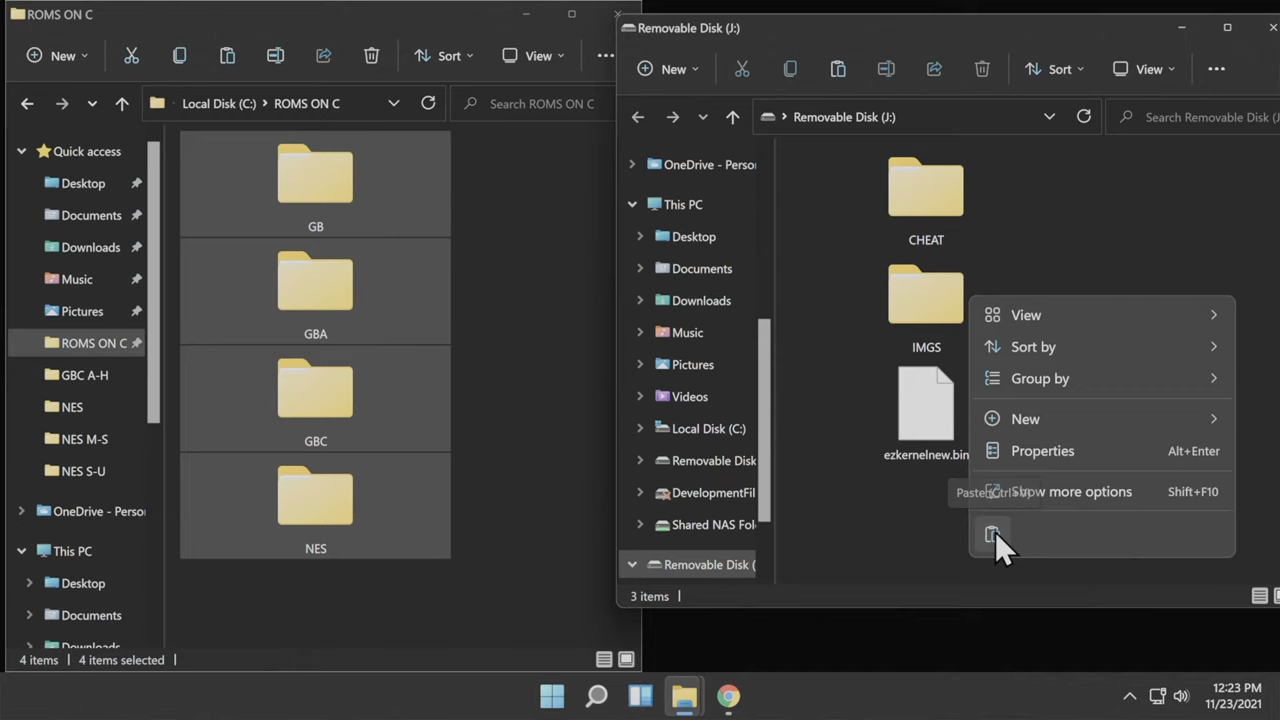 ROMS ON C
New
Sort
View
Local Disk (C:)
ROMS ON C
Search ROMS ON C
Quick access
Desktop
Documents
Downloads
Music
Pictures
ROMS ON C
GBC A-H
NES
NES M-S
NES S-U
OneDrive - Perso
This PC
Desktop
Documents
GB
GBA
GBC
NES
4 items
4 items selected
Removable Disk (J:)
New
Sort
View
Removable Disk (J:)
Search Removable Disk (J
OneDrive - Perso
This PC
Desktop
Documents
Downloads
Music
Pictures
Videos
Local Disk (C:)
Removable Disk
DevelopmentFil
Shared NAS Fol
Removable Disk (
CHEAT
IMGS
ezkernelnew.bin
3 items
View
Sort by
Group by
New
Properties Alt+Enter
Show more options Shift+F10
Paste (Ctrl+V)
12:23 PM
11/23/2021